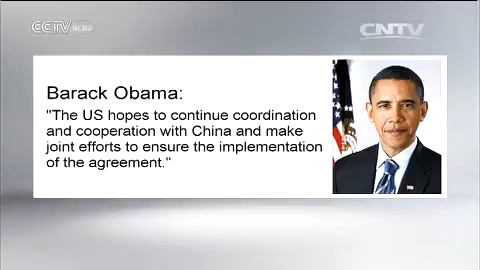 CCTV NEWS
CNTV
Barack Obama:
"The US hopes to continue coordination
and cooperation with China and make
joint efforts to ensure the implementation
of the agreement."